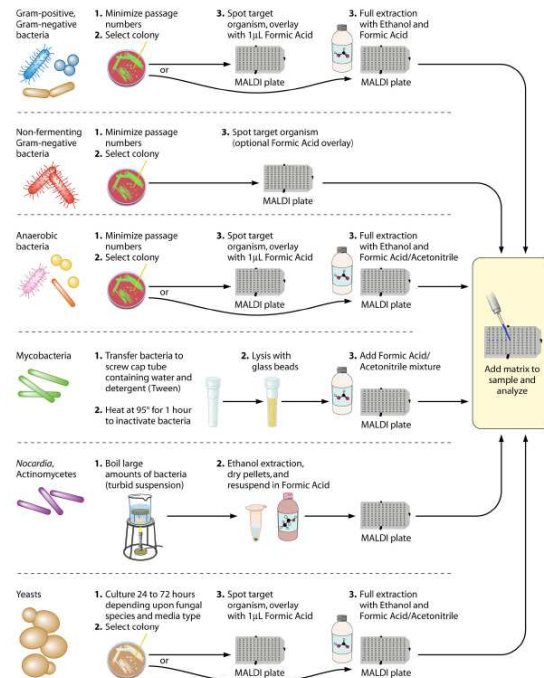 Gram-positive,
Gram-negative
bacteria
1. Minimize passage
numbers
2. Select colony
or
3. Spot target
organism, overlay
with 1μL Formic Acid
MALDI plate
3. Full extraction
with Ethanol and
Formic Acid
MALDI plate
Non-fermenting
Gram-negative
bacteria
1. Minimize passage
numbers
2. Select colony
3. Spot target organism
(optional Formic Acid overlay)
MALDI plate
Anaerobic
bacteria
1. Minimize passage
numbers
2. Select colony
or
3. Spot target
organism, overlay
with 1μL Formic Acid
MALDI plate
3. Full extraction
with Ethanol and
Formic Acid/Acetonitrile
MALDI plate
Mycobacteria
1. Transfer bacteria to
screw cap tube
containing water and
detergent (Tween)
2. Heat at 95° for 1 hour
to inactivate bacteria
2. Lysis with
glass beads
3. Add Formic Acid/
Acetonitrile mixture
MALDI plate
Nocardia,
Actinomycetes
1. Boil large
amounts of bacteria
(turbid suspension)
2. Ethanol extraction,
dry pellets, and
resuspend in Formic Acid
MALDI plate
Yeasts
1. Culture 24 to 72 hours
depending upon fungal
species and media type
2. Select colony
or
3. Spot target
organism, overlay
with 1μL Formic Acid
MALDI plate
3. Full extraction
with Ethanol and
Formic Acid/Acetonitrile
MALDI plate
Add matrix to
sample and
analyze